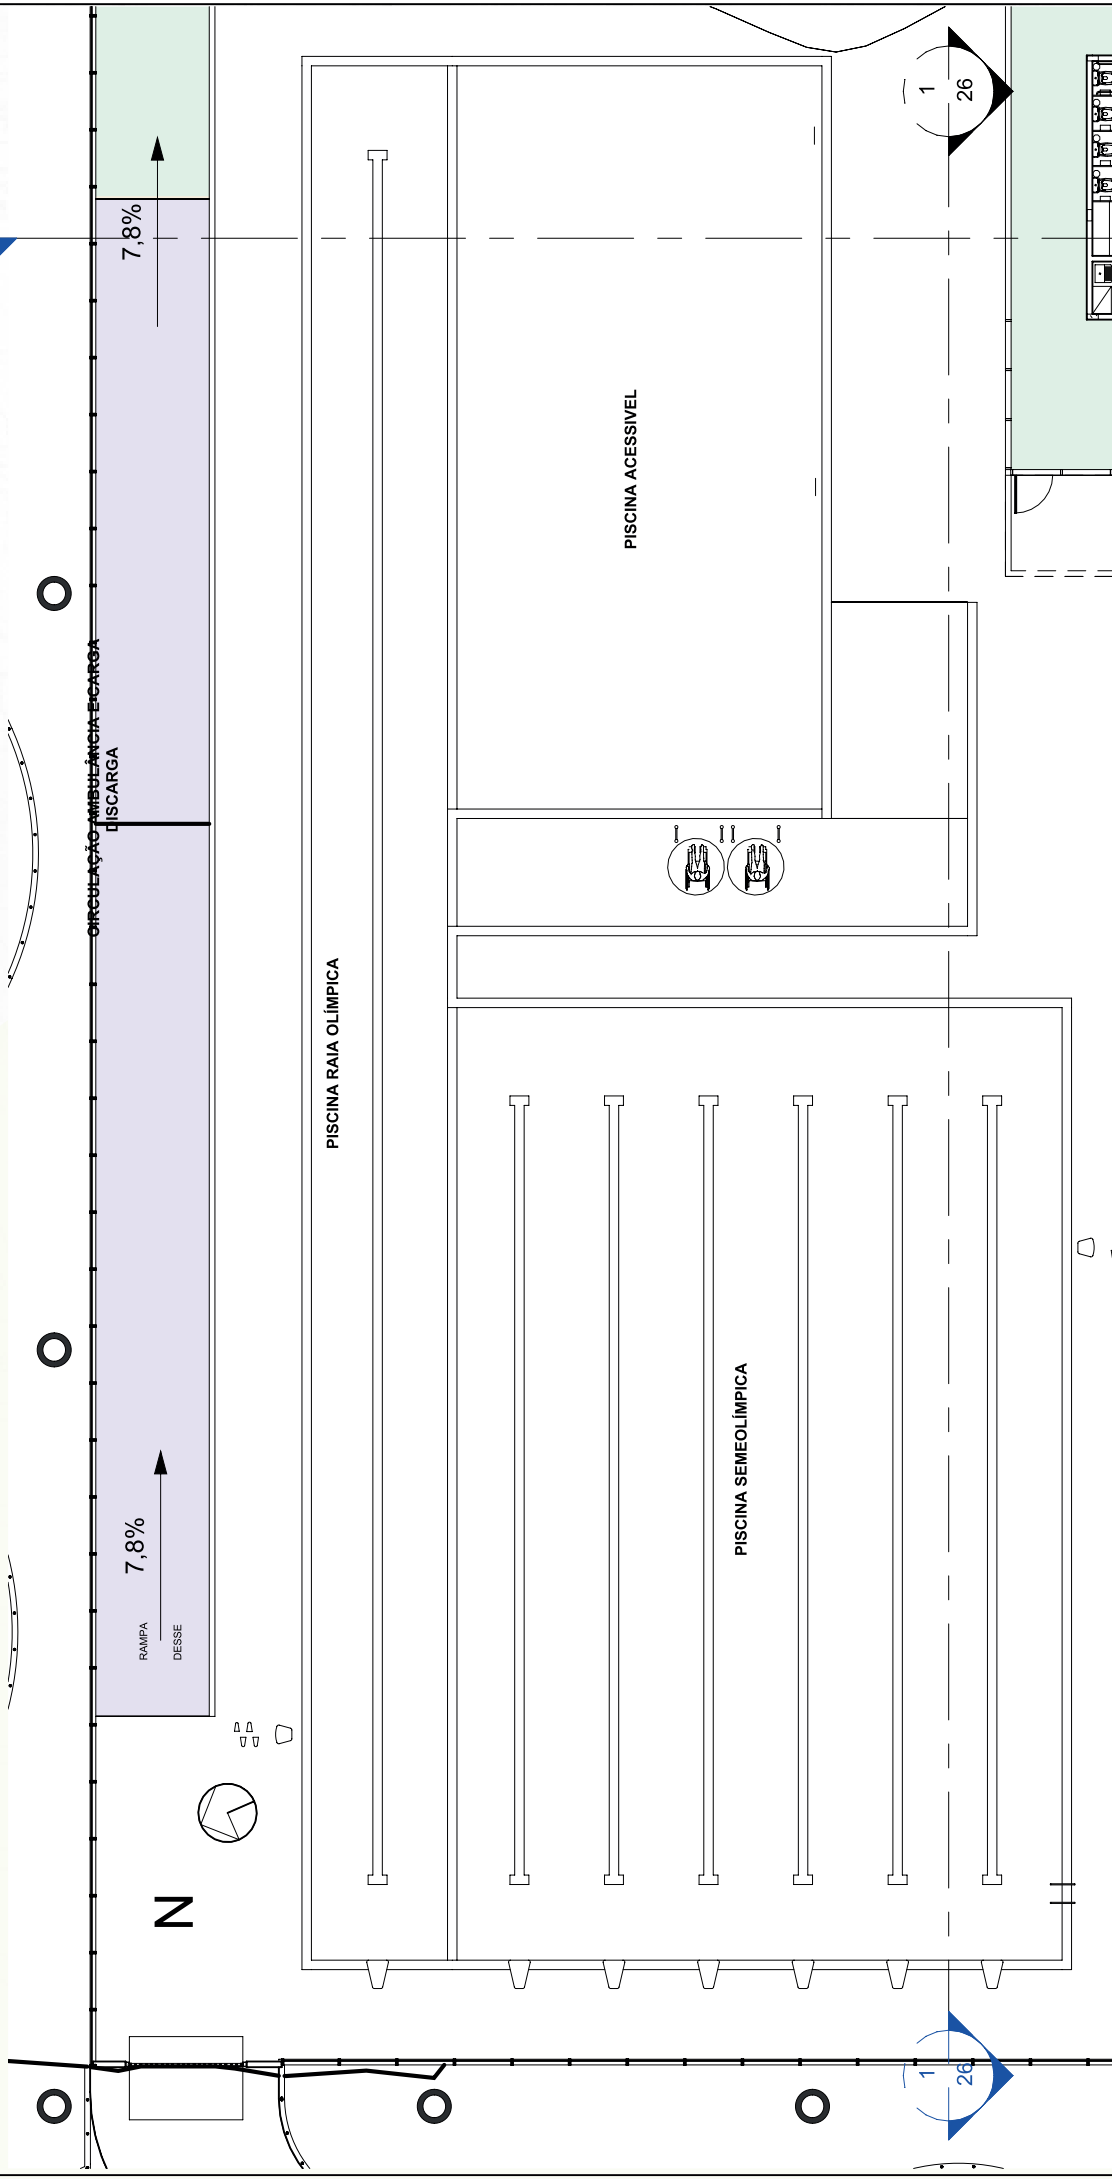 1
26
7,8%
PISCINA ACESSIVEL
CIRCULAÇÃO AMBULÂNCIA E CARGA
DISCARGA
PISCINA RAIA OLÍMPICA
PISCINA SEMEOLÍMPICA
7,8%
RAMPA
DESSE
N
1
26